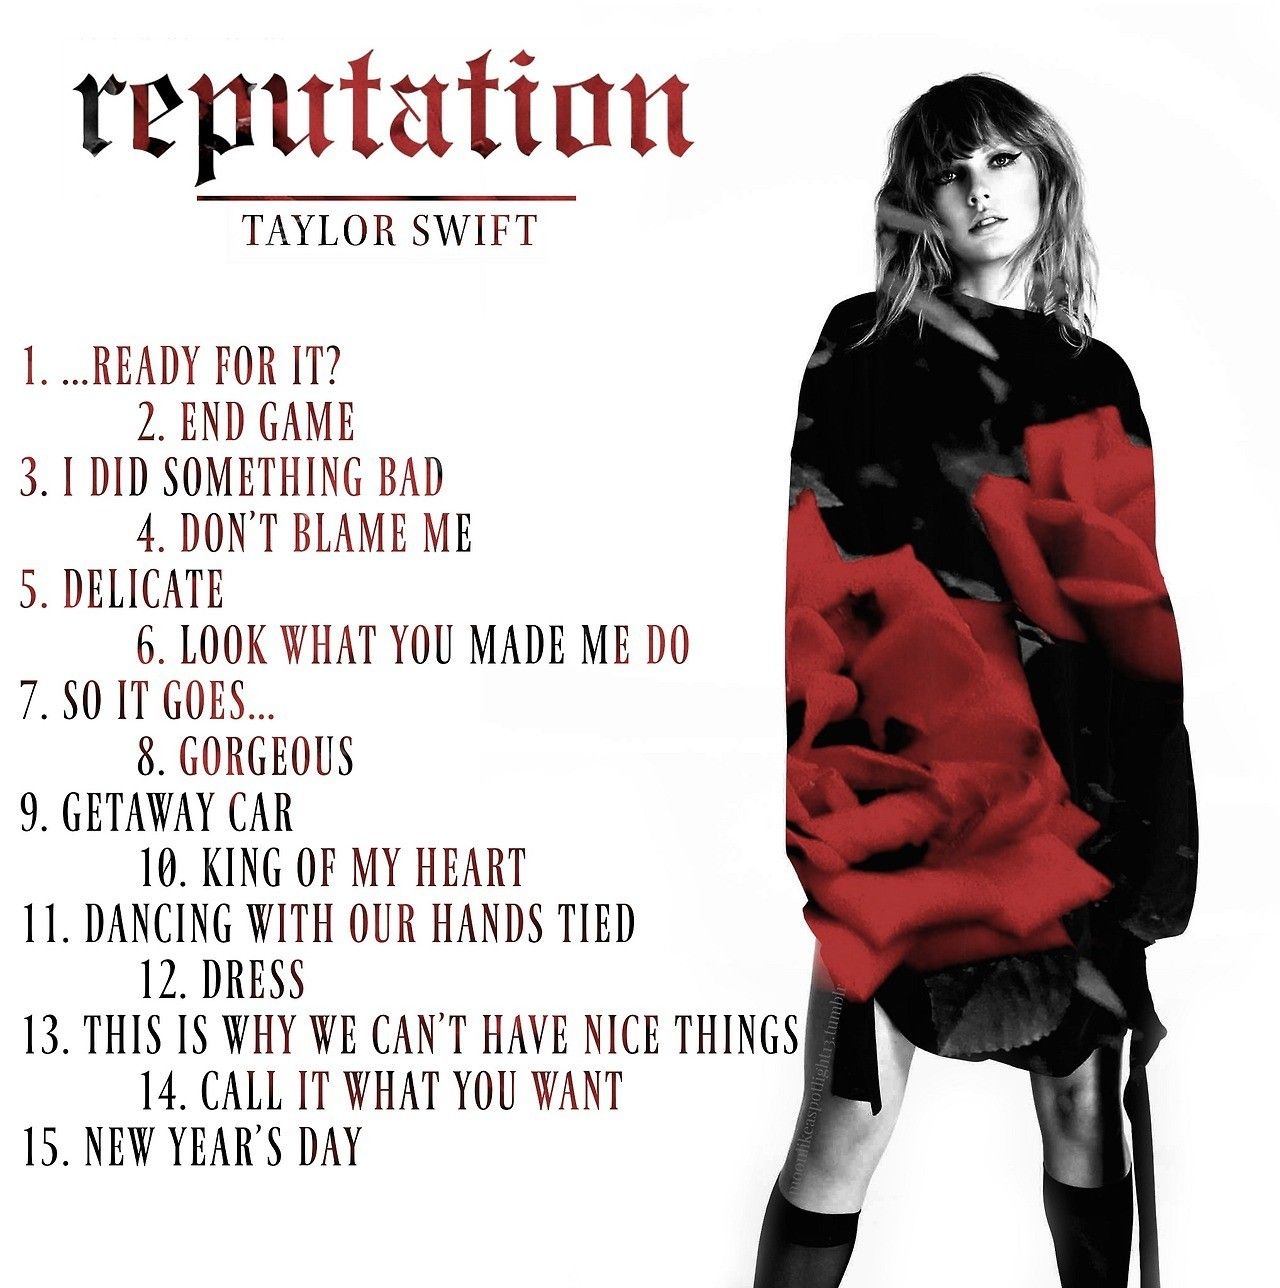 reputation
TAYLOR SWIFT
1. ...READY FOR IT?
2. END GAME
3. I DID SOMETHING BAD
4. DON'T BLAME ME
5. DELICATE
6. LOOK WHAT YOU MADE ME DO
7. SO IT GOES...
8. GORGEOUS
9. GETAWAY CAR
10. KING OF MY HEART
11. DANCING WITH OUR HANDS TIED
12. DRESS
13. THIS IS WHY WE CAN'T HAVE NICE THINGS
14. CALL IT WHAT YOU WANT
15. NEW YEAR'S DAY
moonlikeaspotlight13.tumblr